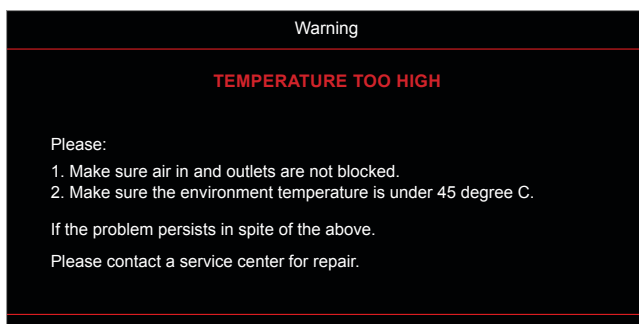 Warning
TEMPERATURE TOO HIGH
Please:
1. Make sure air in and outlets are not blocked.
2. Make sure the environment temperature is under 45 degree C.
If the problem persists in spite of the above.
Please contact a service center for repair.